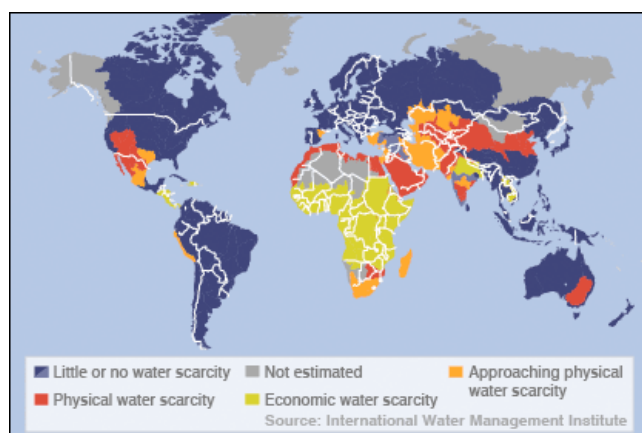 Little or no water scarcity
Not estimated
Approaching physical
water scarcity
Physical water scarcity
Economic water scarcity
Source: International Water Management Institute